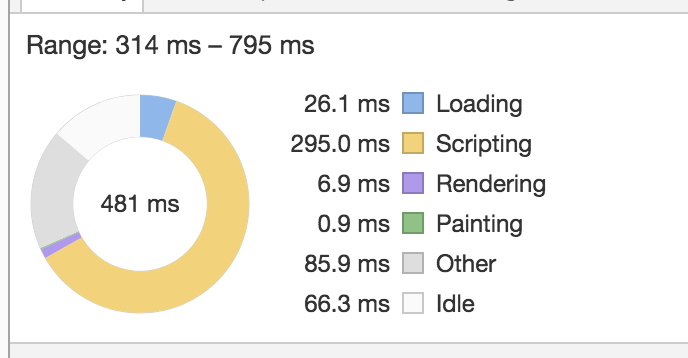 Range: 314 ms – 795 ms
481 ms
26.1 ms Loading
295.0 ms Scripting
6.9 ms Rendering
0.9 ms Painting
85.9 ms Other
66.3 ms Idle